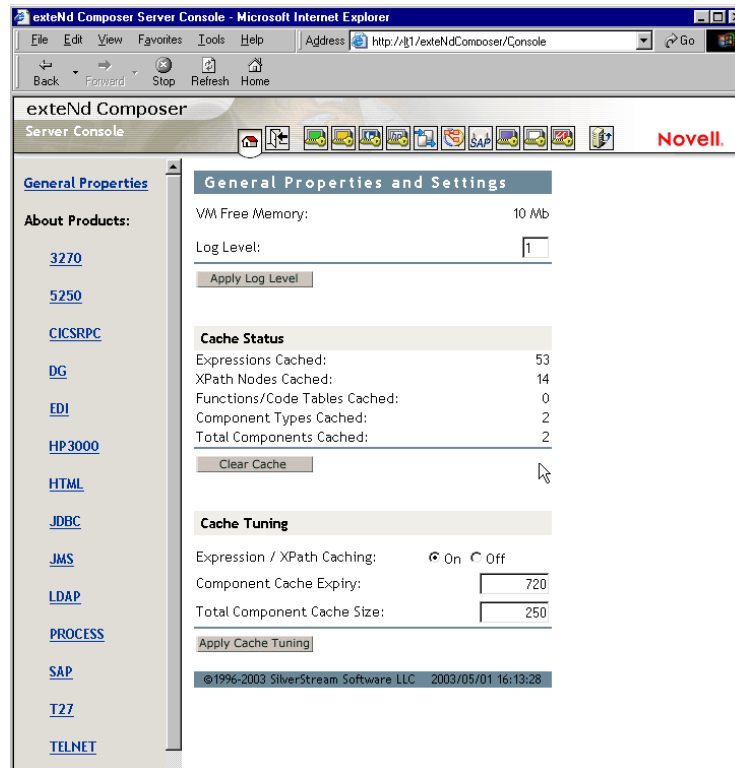 exteNd Composer Server Console - Microsoft Internet Explorer
File Edit View Favorites Tools Help Address http://lt1/exteNdComposer/Console Go
Back Forward Stop Refresh Home
exteNd Composer
Server Console
SAP
Novell.
General Properties
About Products:
3270
5250
CICSRPC
DG
EDI
HP3000
HTML
JDBC
JMS
LDAP
PROCESS
SAP
T27
TELNET
General Properties and Settings
VM Free Memory: 10 Mb
Log Level: 1
Apply Log Level
Cache Status
Expressions Cached: 53
XPath Nodes Cached: 14
Functions/Code Tables Cached: 0
Component Types Cached: 2
Total Components Cached: 2
Clear Cache
Cache Tuning
Expression / XPath Caching: On Off
Component Cache Expiry: 720
Total Component Cache Size: 250
Apply Cache Tuning
©1996-2003 SilverStream Software LLC 2003/05/01 16:13:28